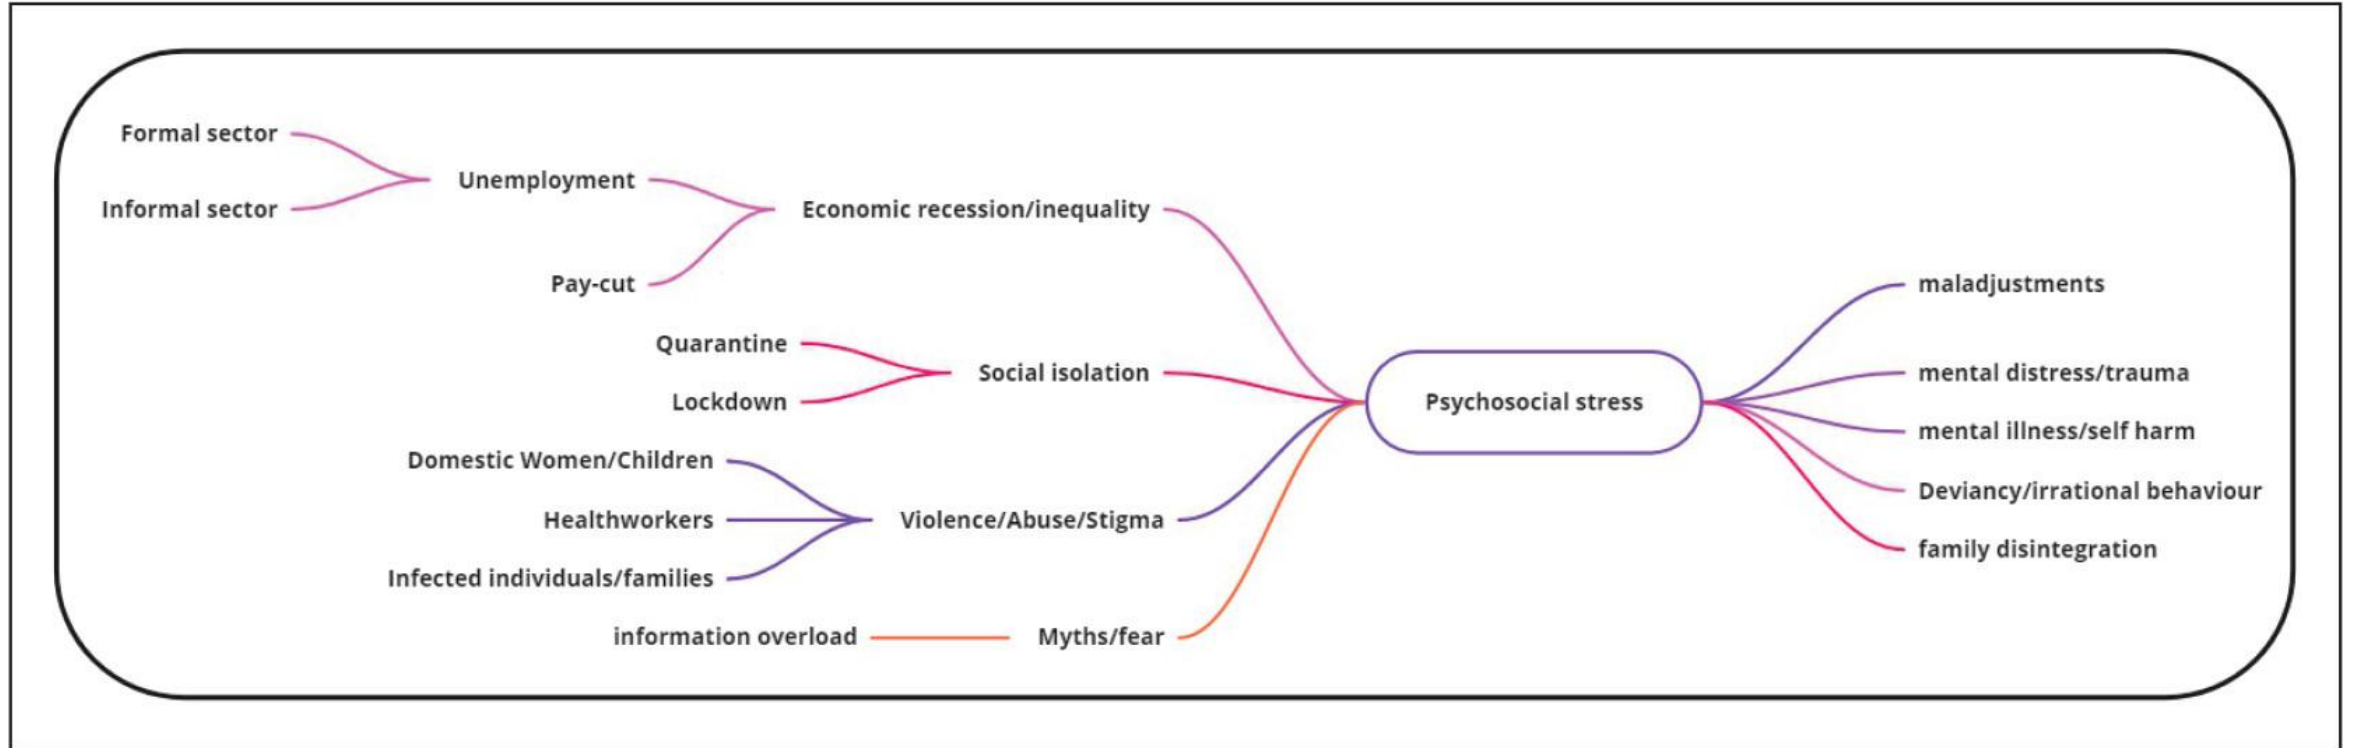 Formal sector
Informal sector
Unemployment
Pay-cut
Economic recession/inequality
Quarantine
Lockdown
Social isolation
Domestic Women/Children
Healthworkers
Infected individuals/families
Violence/Abuse/Stigma
information overload
Myths/fear
Psychosocial stress
maladjustments
mental distress/trauma
mental illness/self harm
Deviancy/irrational behaviour
family disintegration